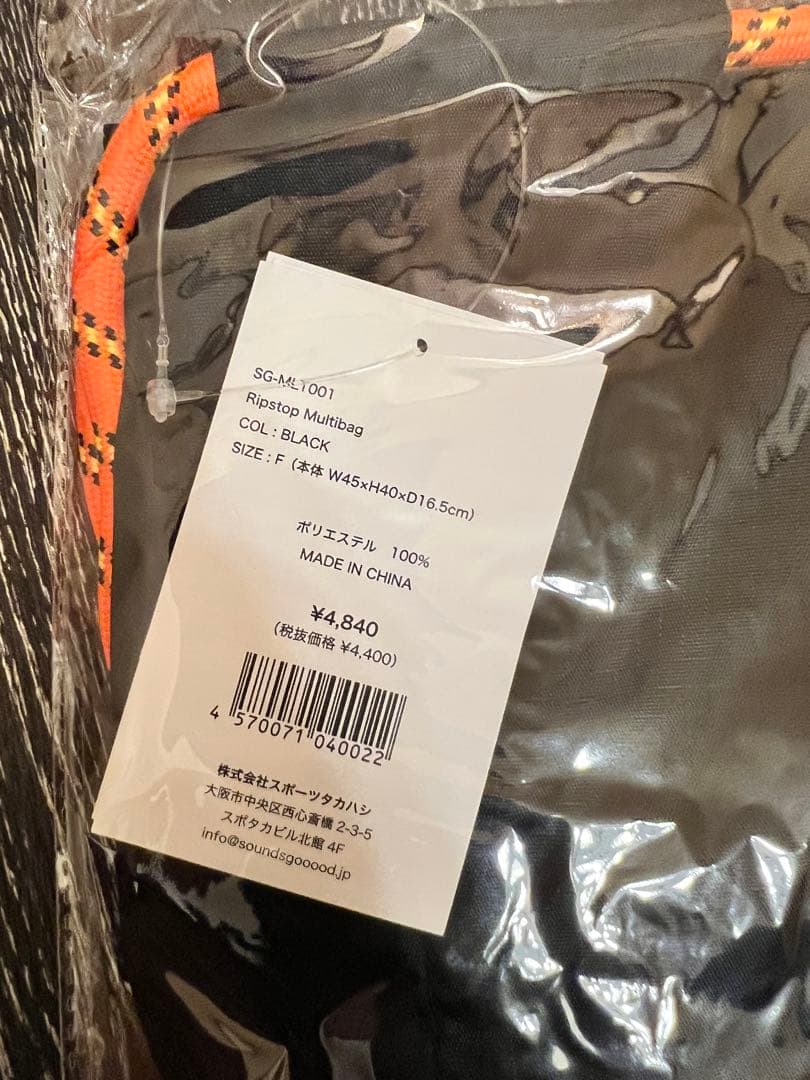 SG-ML1001
Ripstop Multibag
COL : BLACK
SIZE : F (本体 W45×H40×D16.5cm)
ポリエステル 100%
MADE IN CHINA
¥4,840
(税抜価格 ¥4,400)
4 570071 040022
株式会社スポーツタカハシ
大阪市中央区西心斎橋 2-3-5
スポタカビル北館 4F
info@soundsgooood.jp